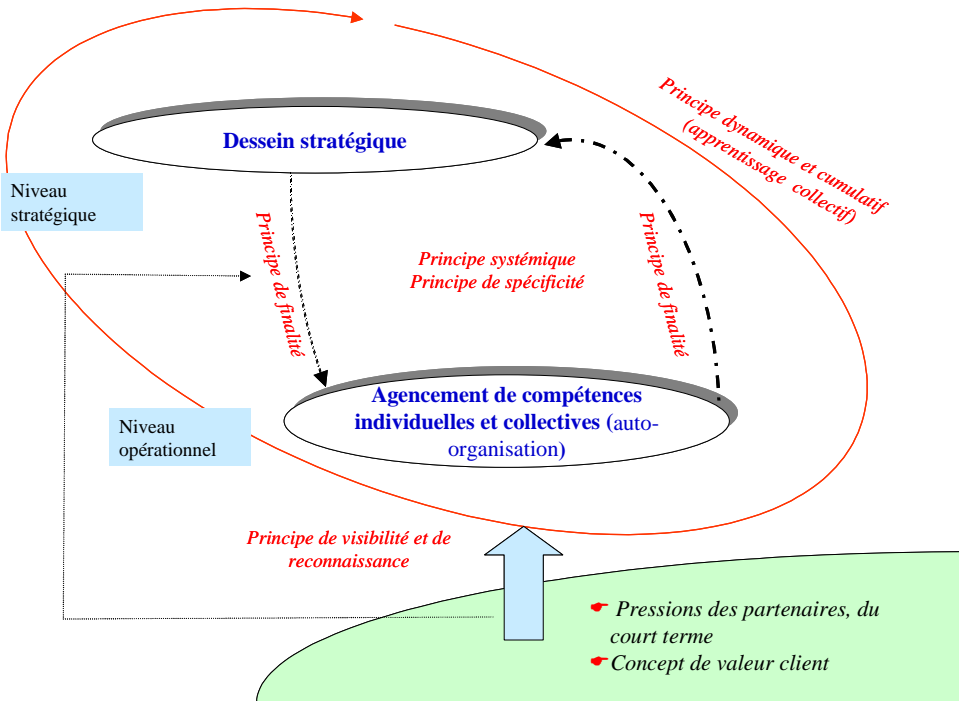 Principe dynamique et cumulatif
(apprentissage collectif)
Dessein stratégique
Niveau
stratégique
Principe de finalité
Principe systémique
Principe de spécificité
Principe de finalité
Agencement de compétences
individuelles et collectives (auto-
organisation)
Niveau
opérationnel
Principe de visibilité et de
reconnaissance
Pressions des partenaires, du
court terme
Concept de valeur client